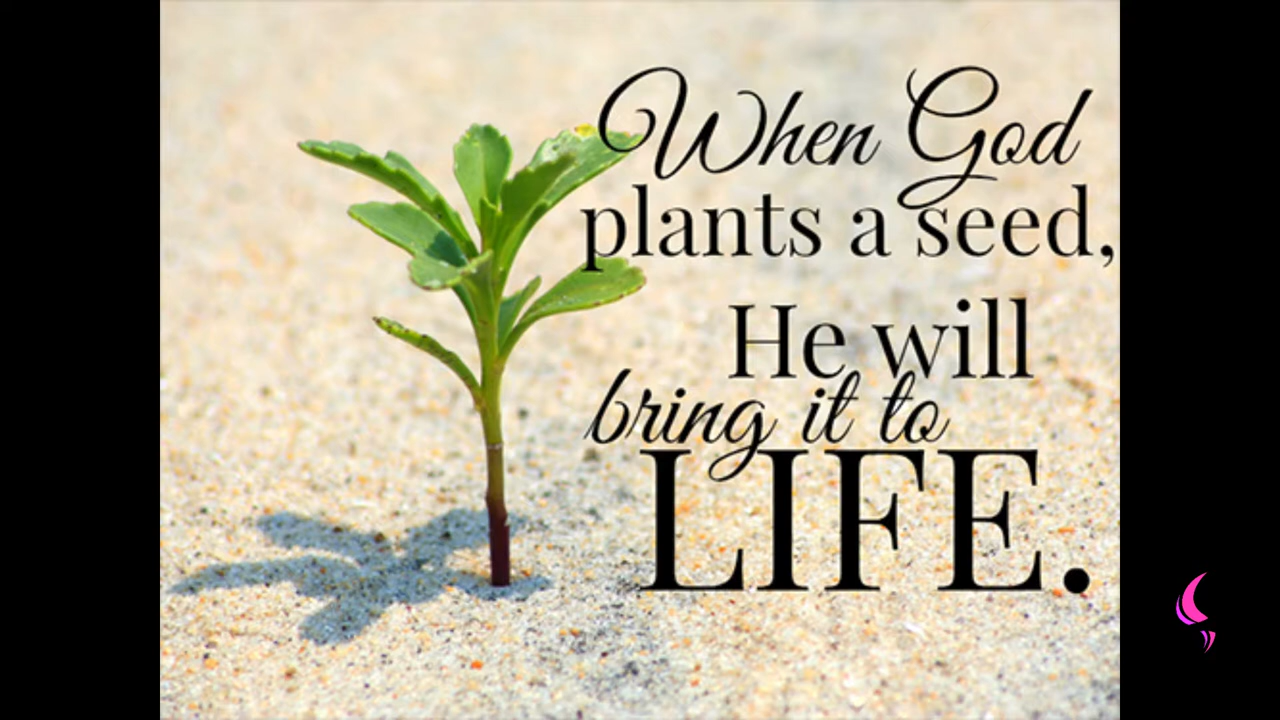 When God
plants a seed,
He will
bring it to
LIFE.